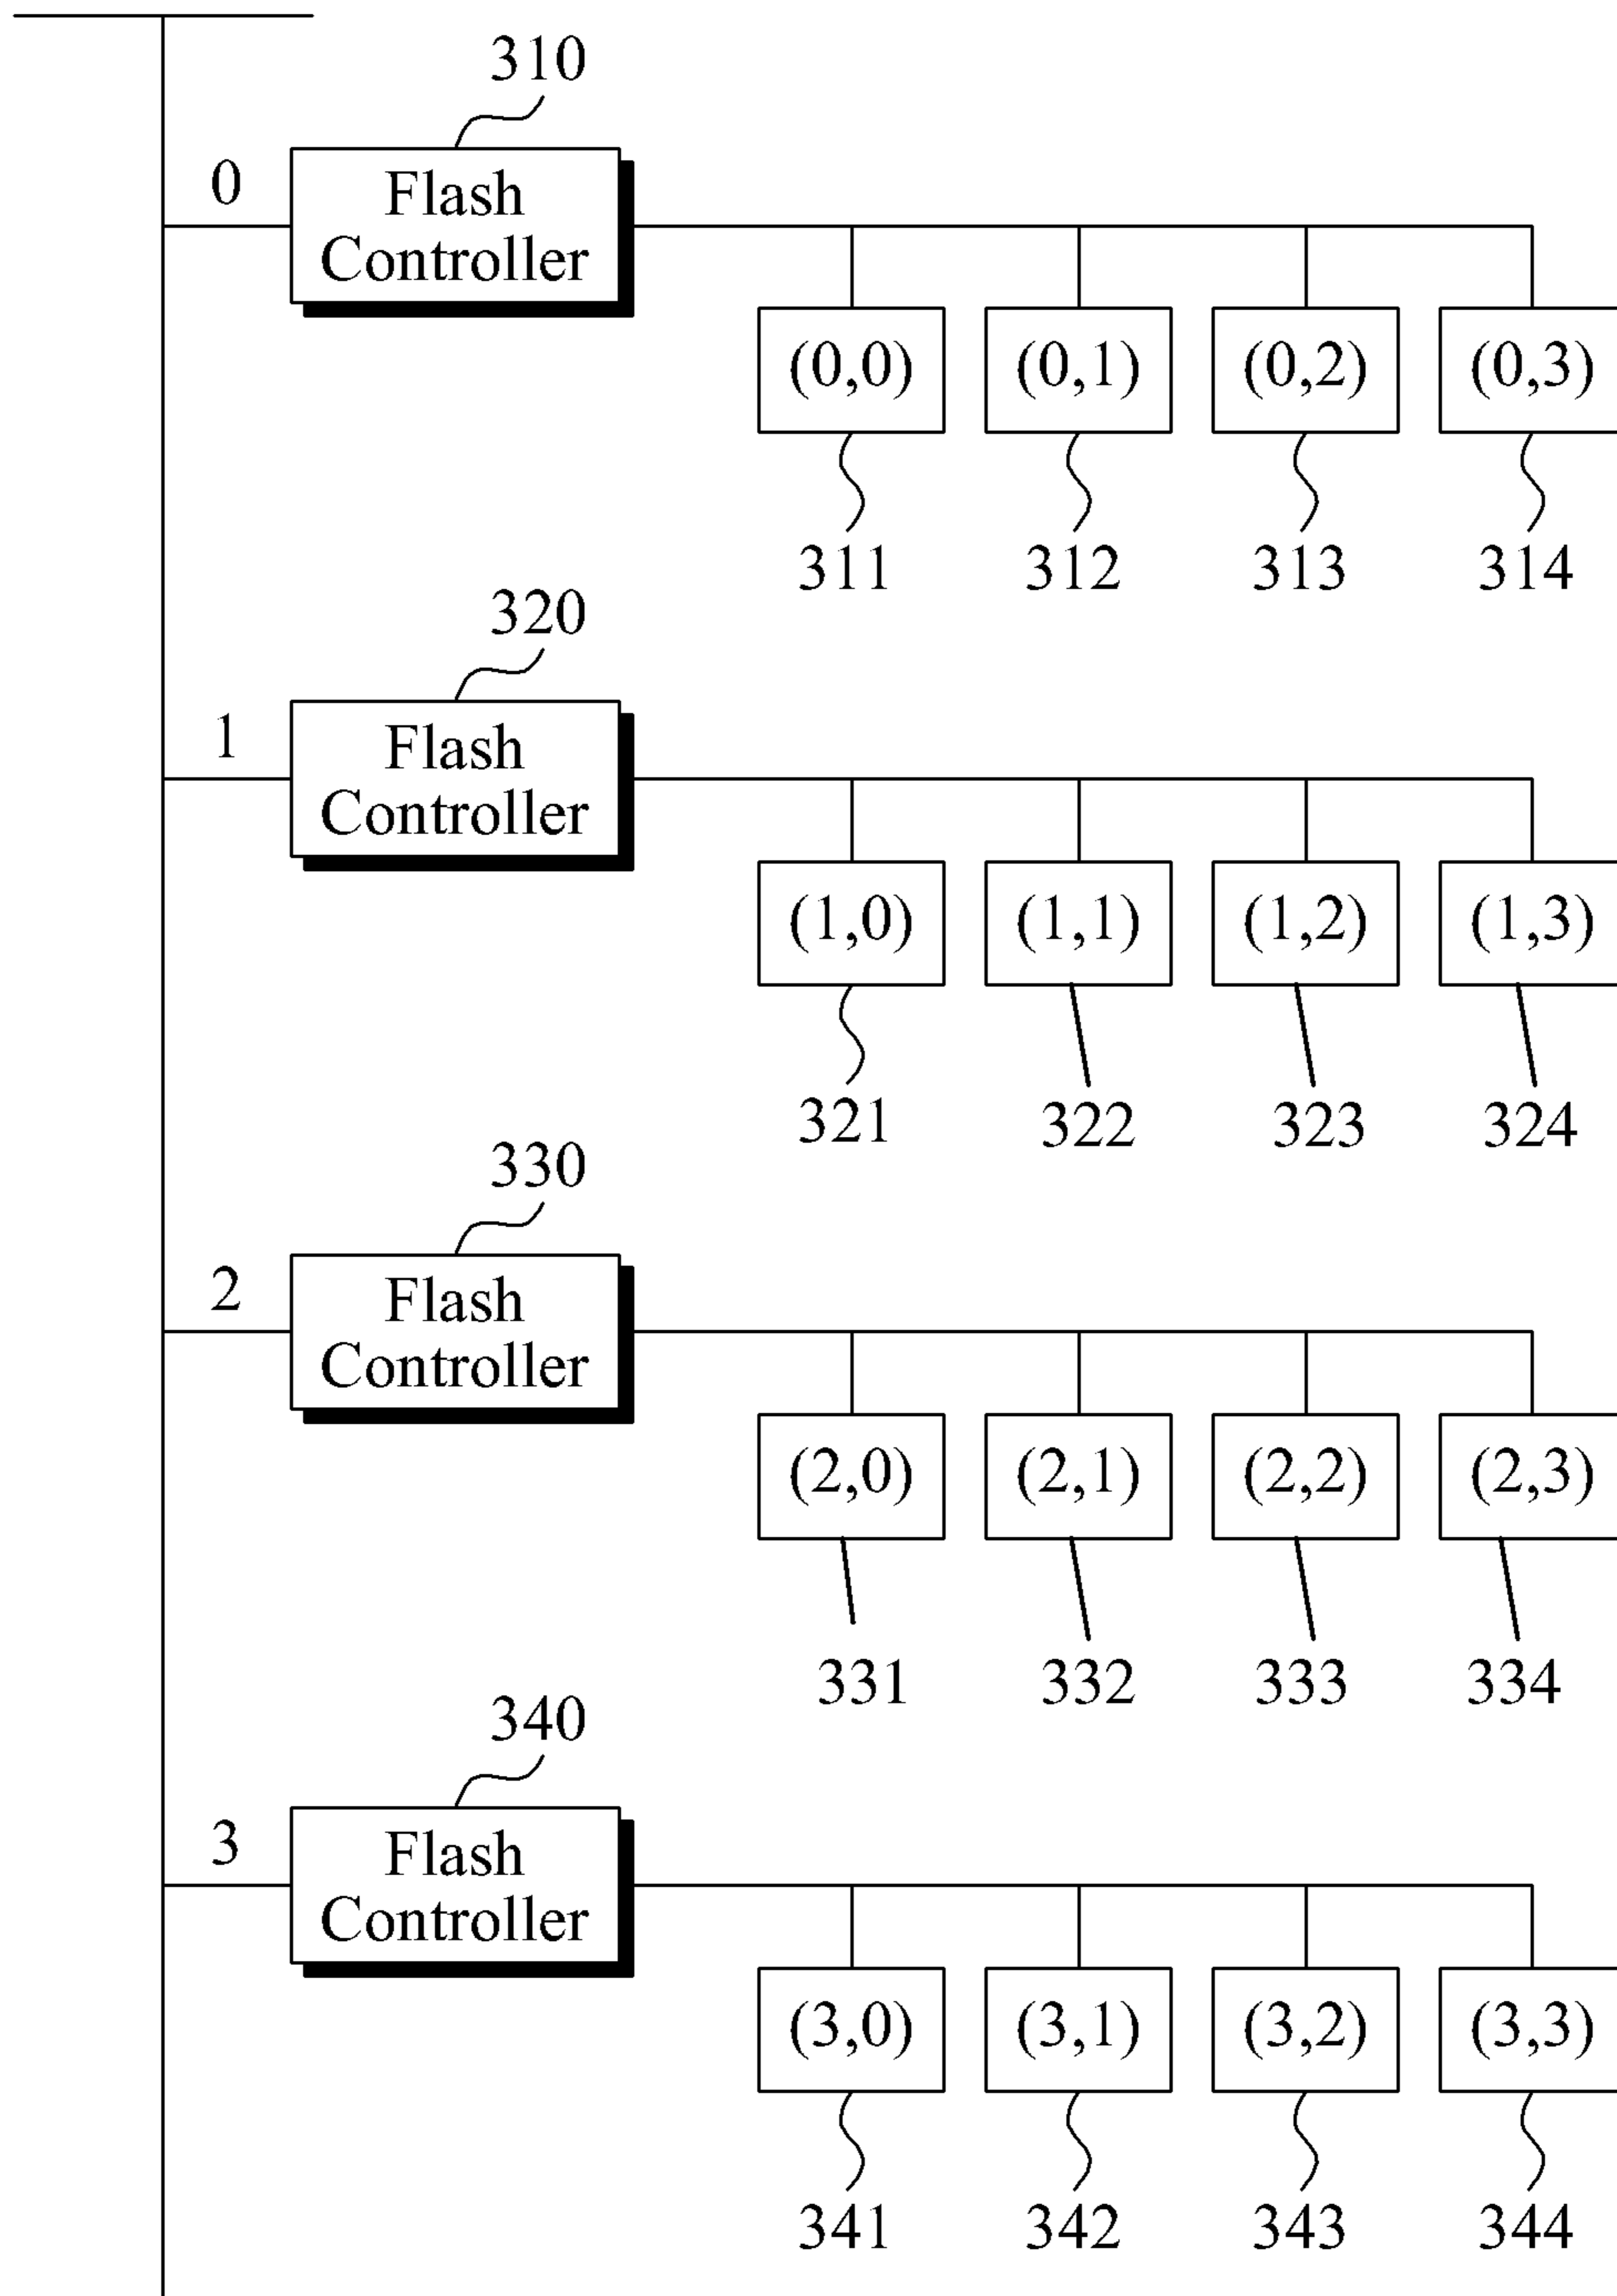 310
0
Flash
Controller
(0,0) (0,1) (0,2) (0,3)
311 312 313 314
320
1
Flash
Controller
(1,0) (1,1) (1,2) (1,3)
321 322 323 324
330
2
Flash
Controller
(2,0) (2,1) (2,2) (2,3)
331 332 333 334
340
3
Flash
Controller
(3,0) (3,1) (3,2) (3,3)
341 342 343 344